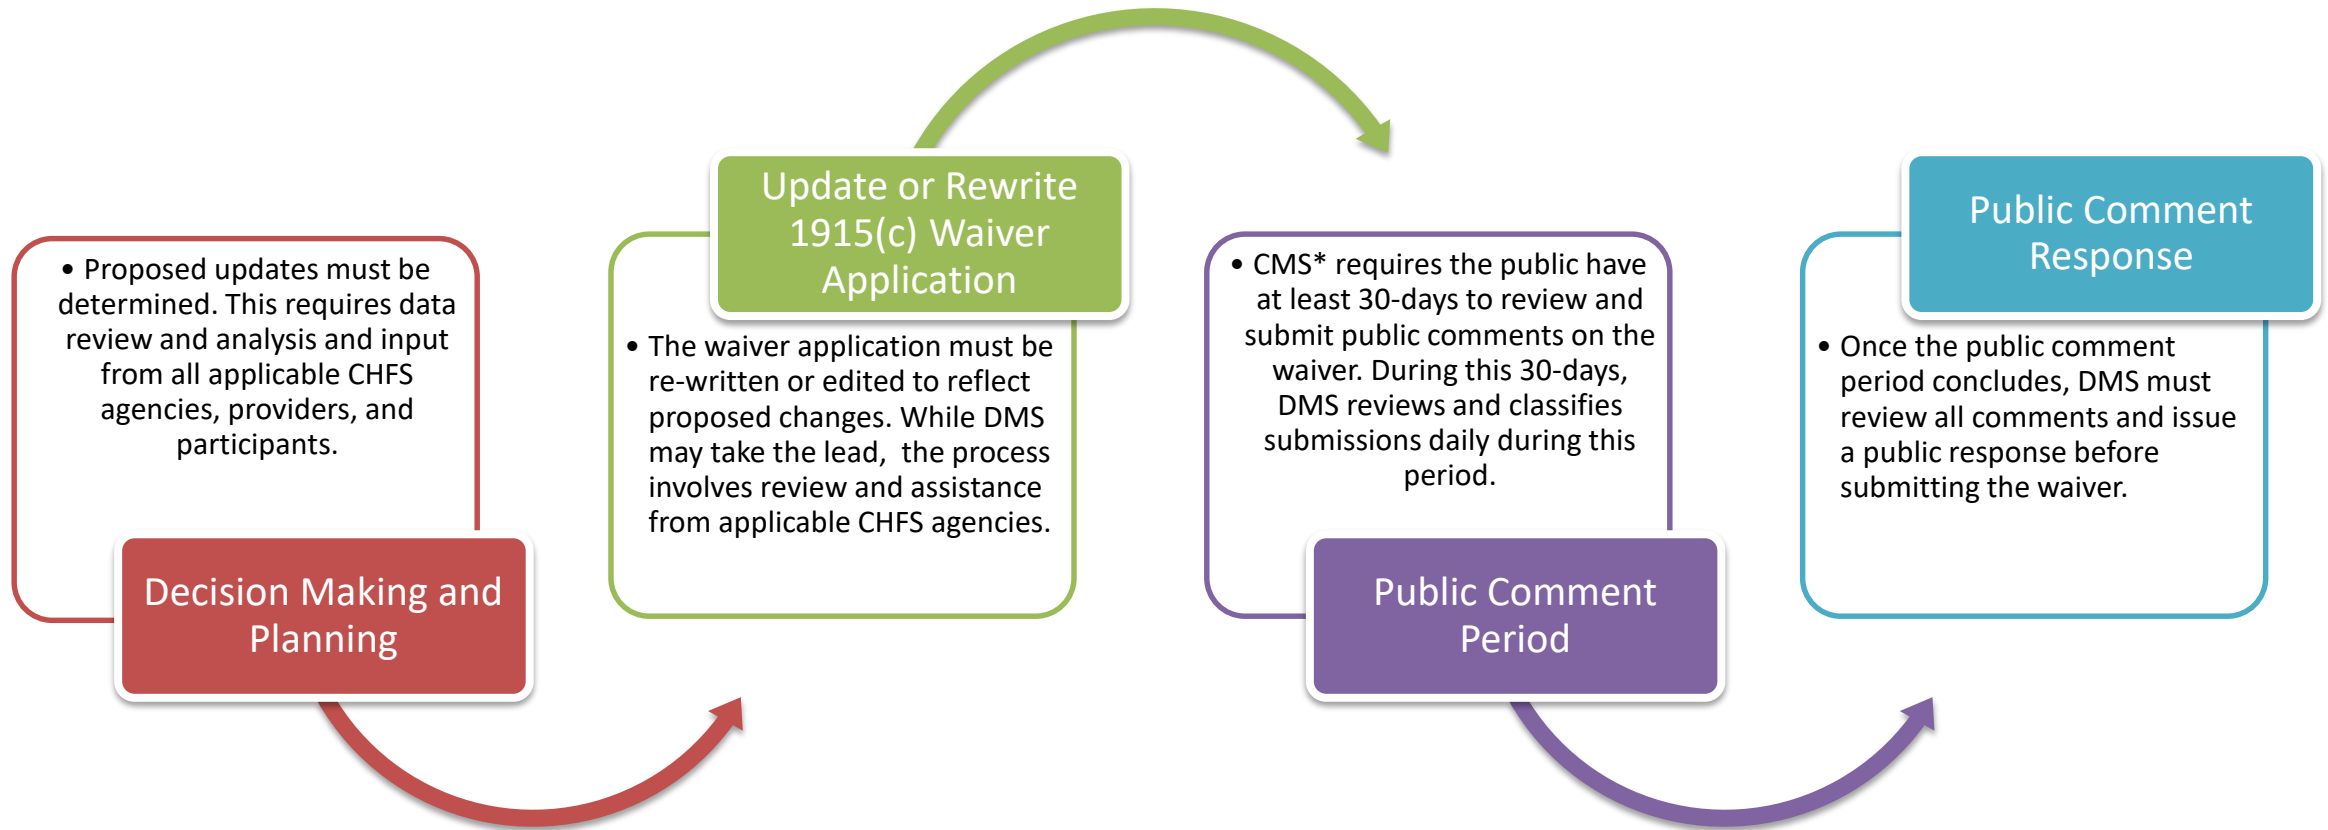 • Proposed updates must be
determined. This requires data
review and analysis and input
from all applicable CHFS
agencies, providers, and
participants.
Decision Making and
Planning
Update or Rewrite
1915(c) Waiver
Application
• The waiver application must be
re-written or edited to reflect
proposed changes. While DMS
may take the lead, the process
involves review and assistance
from applicable CHFS agencies.
• CMS* requires the public have
at least 30-days to review and
submit public comments on the
waiver. During this 30-days,
DMS reviews and classifies
submissions daily during this
period.
Public Comment
Period
Public Comment
Response
• Once the public comment
period concludes, DMS must
review all comments and issue
a public response before
submitting the waiver.